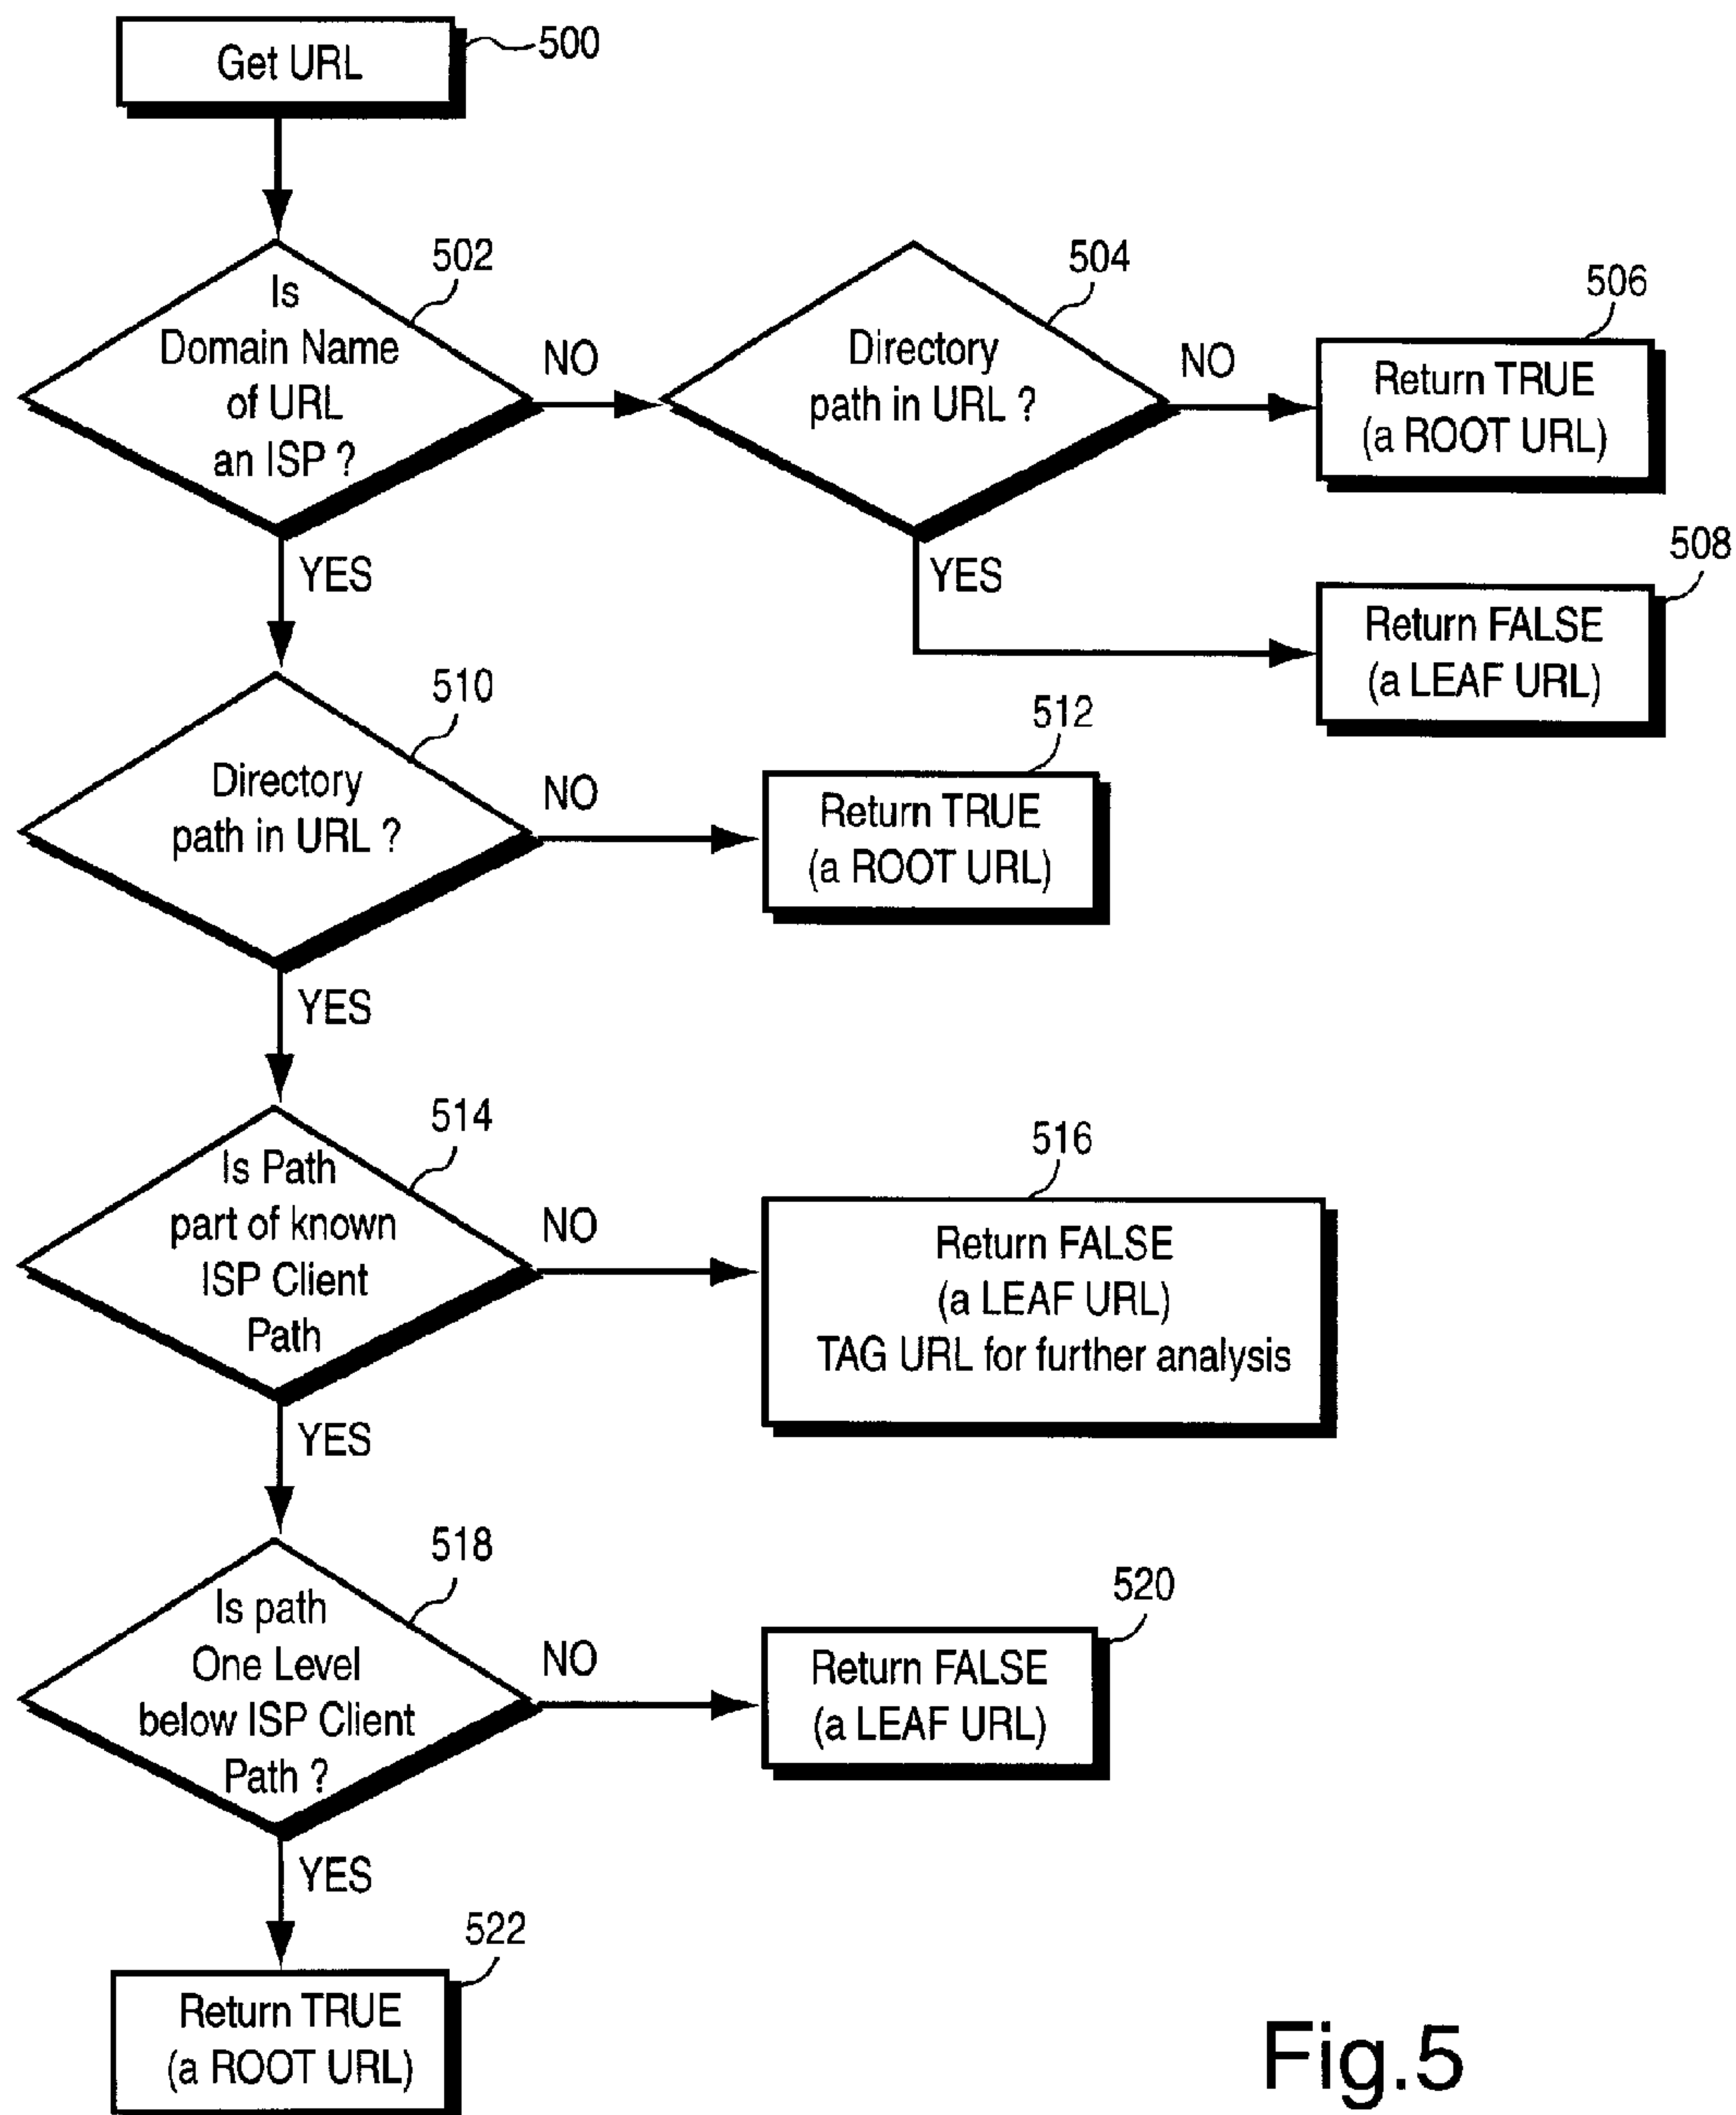 Get URL
500
Is
Domain Name
of URL
an ISP ?
502
NO
YES
Directory
path in URL ?
504
NO
YES
Return TRUE
(a ROOT URL)
506
Return FALSE
(a LEAF URL)
508
Directory
path in URL ?
510
NO
YES
Return TRUE
(a ROOT URL)
512
Is Path
part of known
ISP Client
Path
514
NO
YES
Return FALSE
(a LEAF URL)
TAG URL for further analysis
516
Is path
One Level
below ISP Client
Path ?
518
NO
YES
Return FALSE
(a LEAF URL)
520
Return TRUE
(a ROOT URL)
522
Fig.5